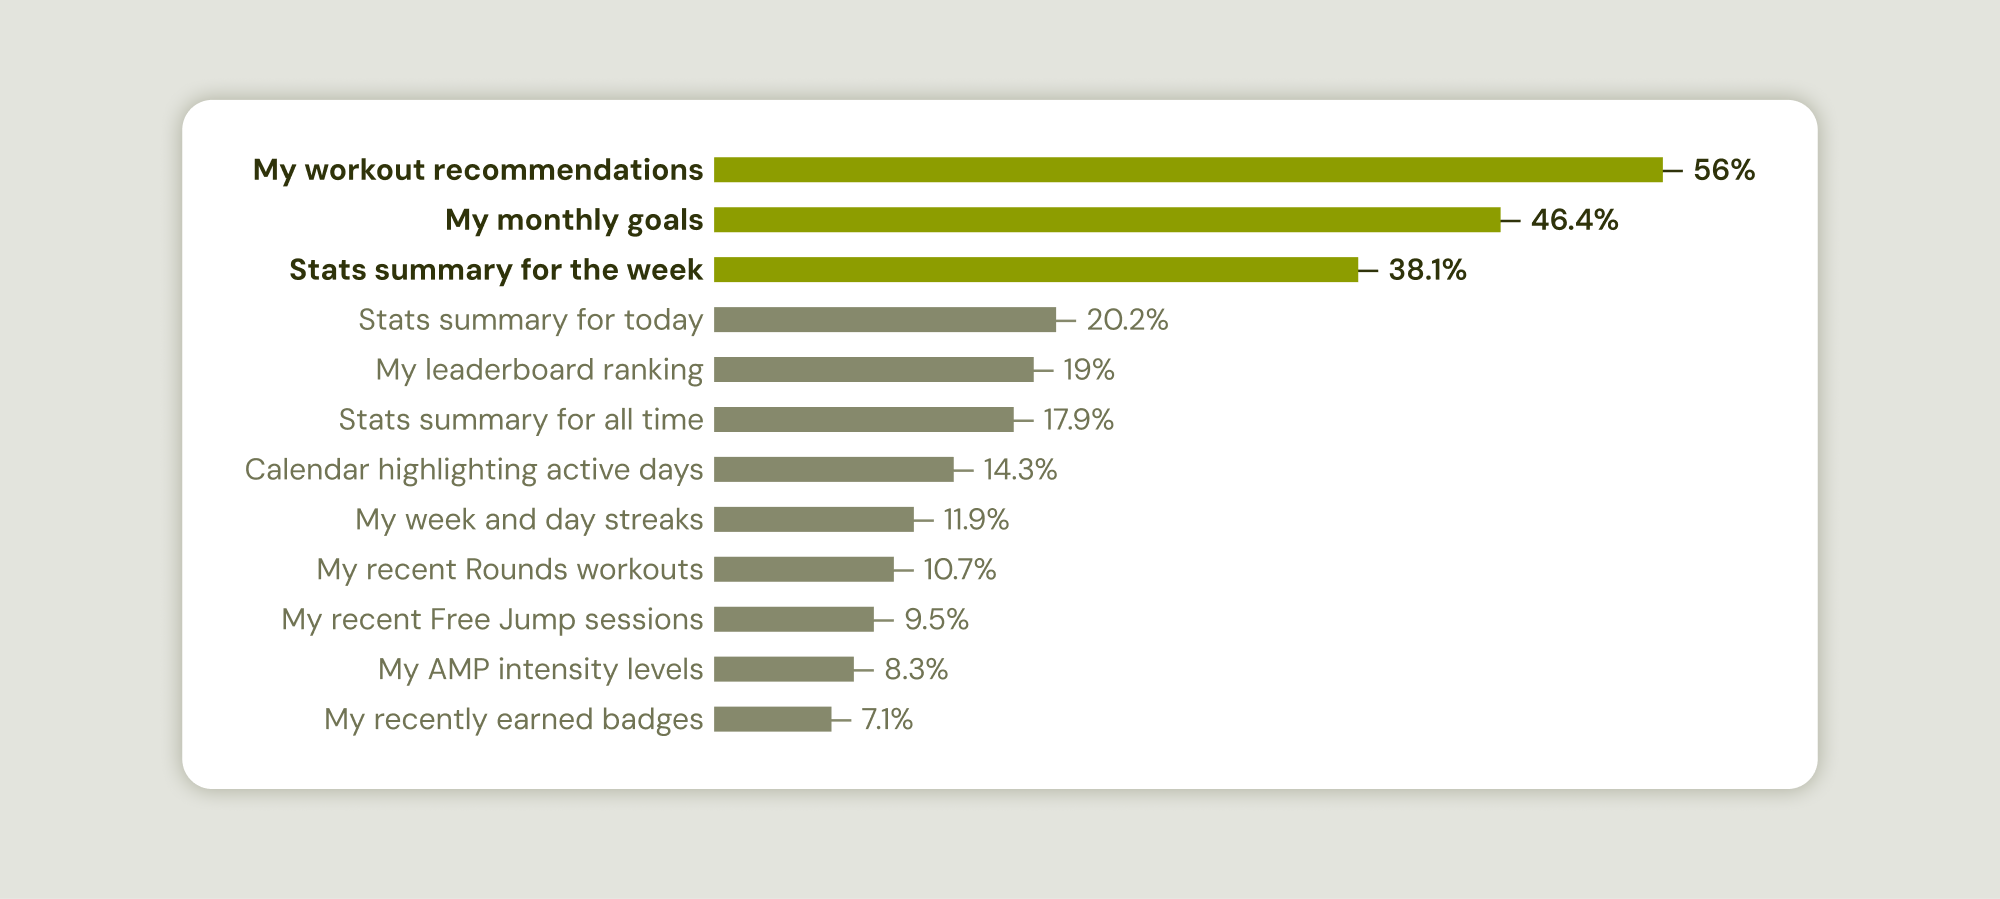 My workout recommendations 56%
My monthly goals 46.4%
Stats summary for the week 38.1%
Stats summary for today 20.2%
My leaderboard ranking 19%
Stats summary for all time 17.9%
Calendar highlighting active days 14.3%
My week and day streaks 11.9%
My recent Rounds workouts 10.7%
My recent Free Jump sessions 9.5%
My AMP intensity levels 8.3%
My recently earned badges 7.1%